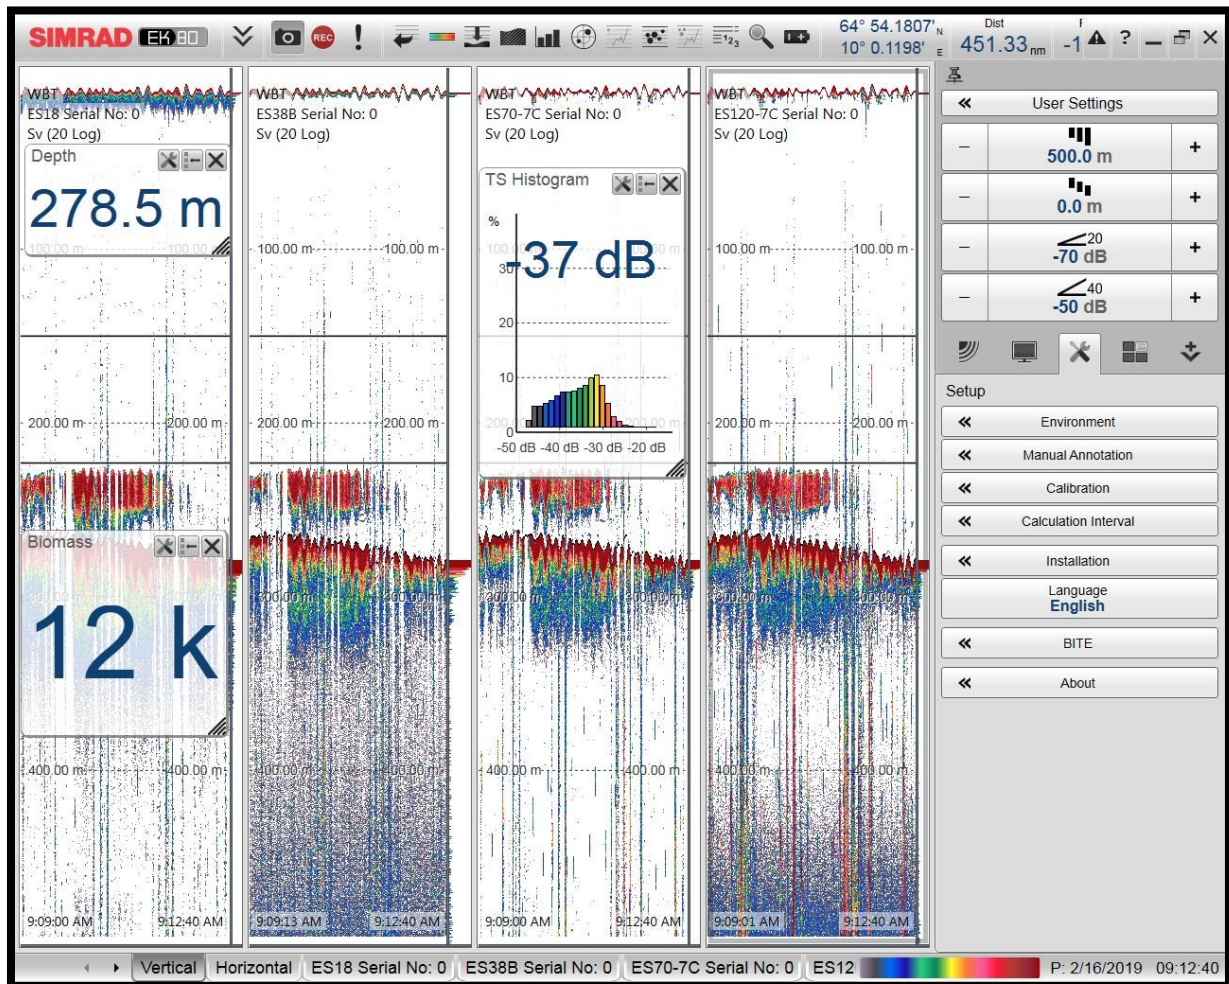 SIMRAD EK80
REC
64° 54.1807' N
10° 0.1198' E
Dist
451.33 nm
-1
?
WBT
ES18 Serial No: 0
Sv (20 Log)
WBT
ES38B Serial No: 0
Sv (20 Log)
WBT
ES70-7C Serial No: 0
Sv (20 Log)
WBT
ES120-7C Serial No: 0
Sv (20 Log)
Depth
278.5 m
100.00 m 100.00 m
200.00 m 200.00 m
Biomass
12 k
400.00 m 400.00 m
9:09:00 AM 9:12:40 AM
100.00 m 100.00 m
200.00 m 200.00 m
300.00 m 300.00 m
400.00 m 400.00 m
9:09:13 AM 9:12:40 AM
TS Histogram
%
-37 dB
30
20
10
0
-50 dB -40 dB -30 dB -20 dB
300.00 m 300.00 m
400.00 m 400.00 m
9:09:00 AM 9:12:40 AM
100.00 m 100.00 m
200.00 m 200.00 m
300.00 m 300.00 m
400.00 m 400.00 m
9:09:01 AM 9:12:40 AM
User Settings
500.0 m
0.0 m
20
-70 dB
40
-50 dB
Setup
Environment
Manual Annotation
Calibration
Calculation Interval
Installation
Language
English
BITE
About
Vertical Horizontal ES18 Serial No: 0 ES38B Serial No: 0 ES70-7C Serial No: 0 ES12
P: 2/16/2019 09:12:40